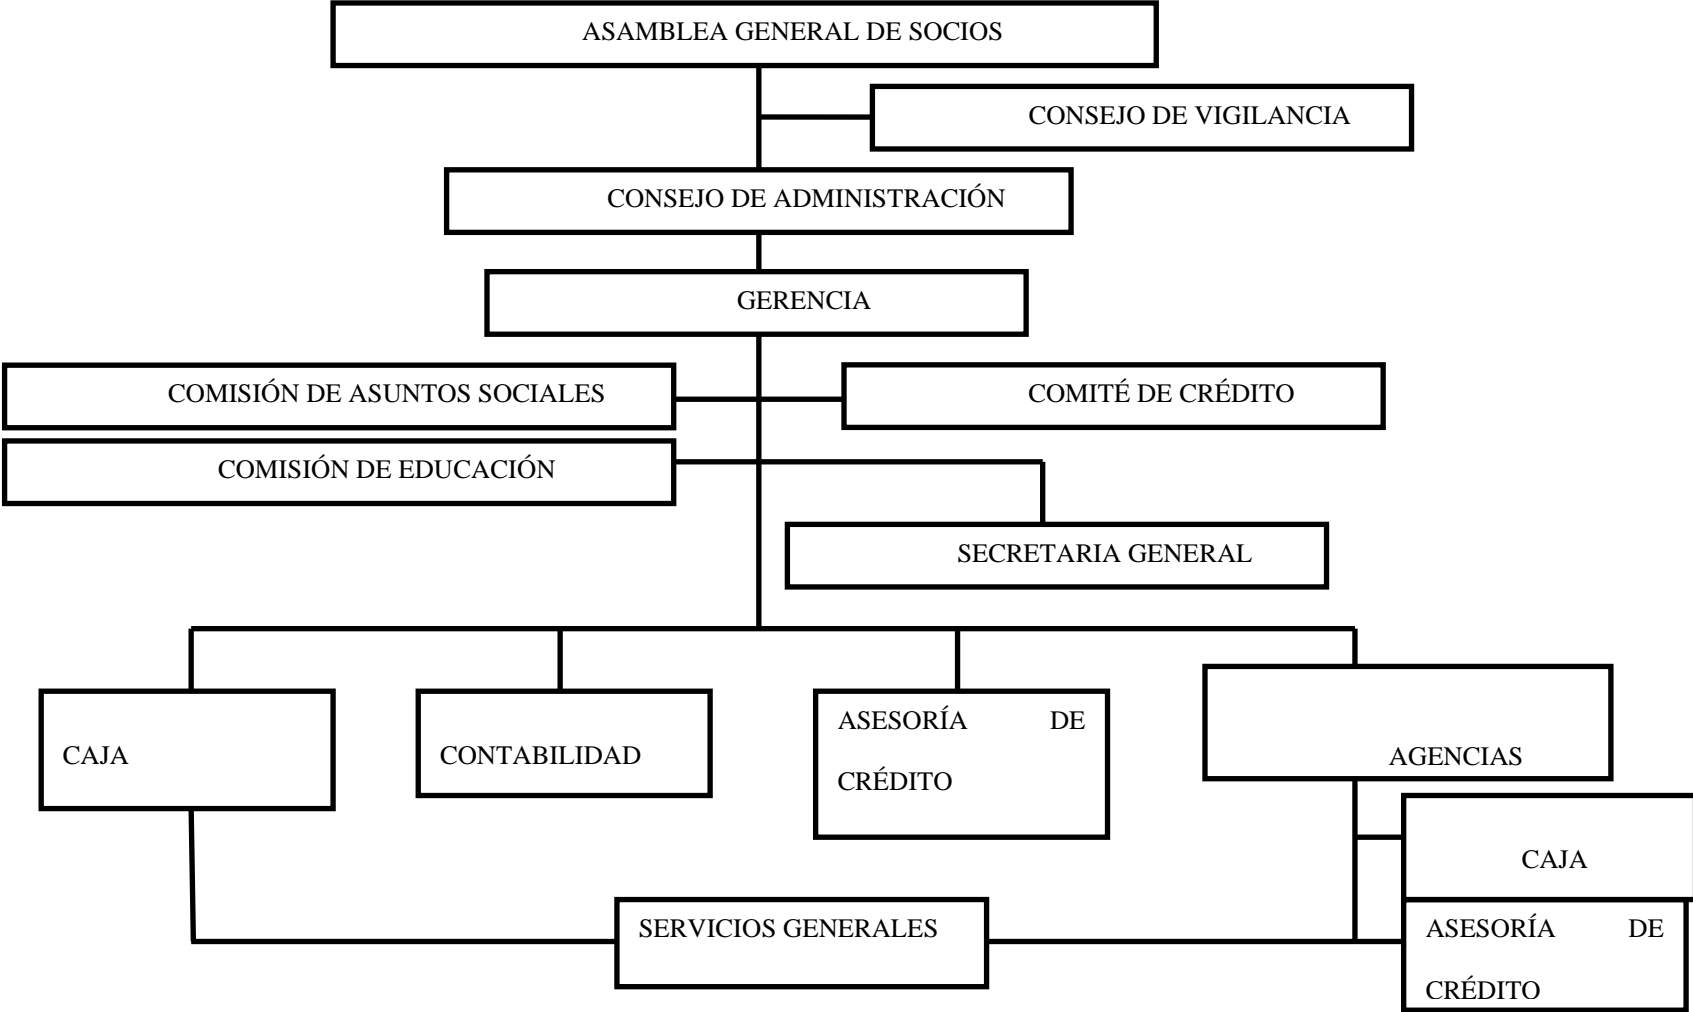 ASAMBLEA GENERAL DE SOCIOS
CONSEJO DE VIGILANCIA
CONSEJO DE ADMINISTRACIÓN
GERENCIA
COMISIÓN DE ASUNTOS SOCIALES
COMITÉ DE CRÉDITO
COMISIÓN DE EDUCACIÓN
SECRETARIA GENERAL
CAJA
CONTABILIDAD
ASESORÍA DE
CRÉDITO
AGENCIAS
CAJA
SERVICIOS GENERALES
ASESORÍA DE
CRÉDITO